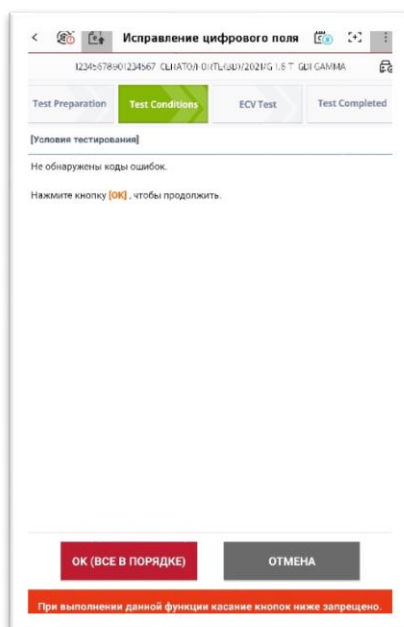 Исправление цифрового поля
Test Preparation
Test Conditions
ECV Test
Test Completed
[Условия тестирования]
Не обнаружены коды ошибок.
Нажмите кнопку [OK] , чтобы продолжить.
ОК (ВСЕ В ПОРЯДКЕ)
ОТМЕНА
При выполнении данной функции касание кнопок ниже запрещено.